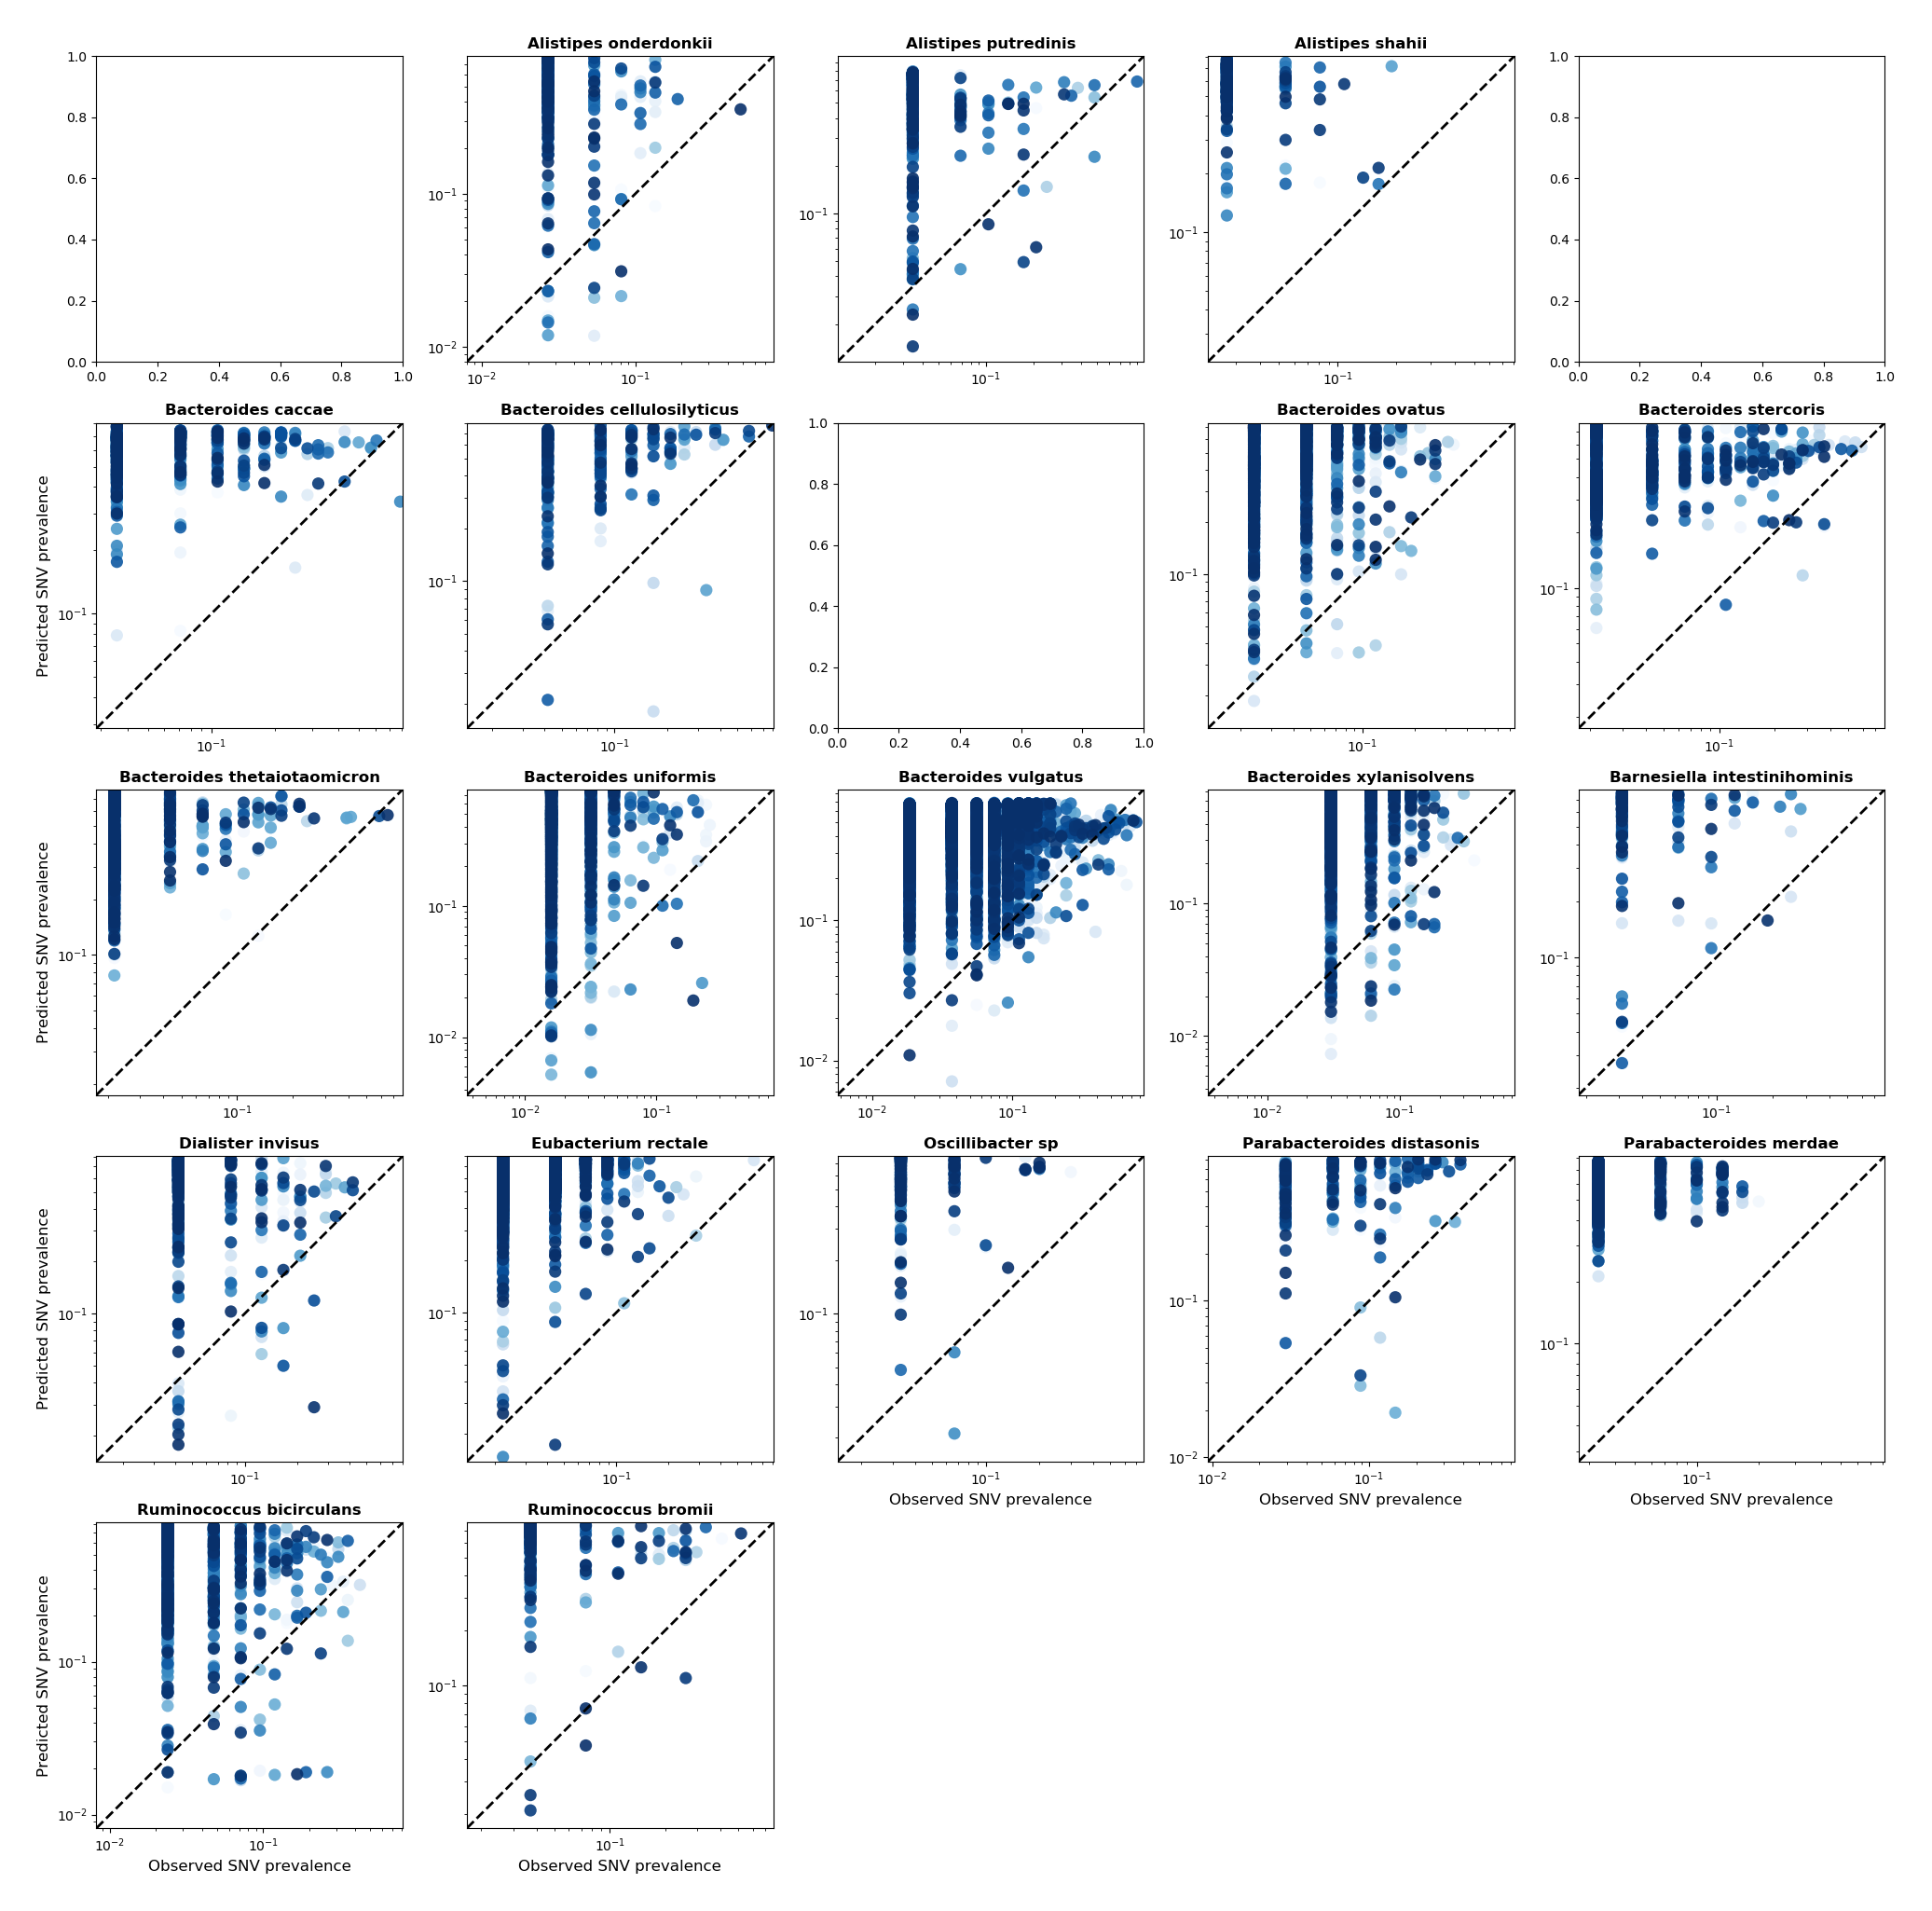 Alistipes onderdonkii Alistipes putredinis Alistipes shahii
1.0 1.0
0.8 0.8
0.6 10⁻¹ 10⁻¹ 10⁻¹ 0.6
0.4 0.4
0.2 0.2
0.0 10⁻² 0.0
0.0 0.2 0.4 0.6 0.8 1.0 10⁻² 10⁻¹ 10⁻¹ 10⁻¹ 0.0 0.2 0.4 0.6 0.8 1.0
Bacteroides caccae Bacteroides cellulosilyticus Bacteroides ovatus Bacteroides stercoris
1.0
0.8
0.6
Predicted SNV prevalence 10⁻¹ 10⁻¹ 0.4 10⁻¹ 10⁻¹
0.2
0.0
10⁻¹ 10⁻¹ 0.0 0.2 0.4 0.6 0.8 1.0 10⁻¹ 10⁻¹
Bacteroides thetaiotaomicron Bacteroides uniformis Bacteroides vulgatus Bacteroides xylanisolvens Barnesiella intestinihominis
Predicted SNV prevalence 10⁻¹ 10⁻¹ 10⁻¹ 10⁻¹ 10⁻¹
10⁻² 10⁻² 10⁻²
10⁻¹ 10⁻² 10⁻¹ 10⁻² 10⁻¹ 10⁻² 10⁻¹ 10⁻¹
Dialister invisus Eubacterium rectale Oscillibacter sp Parabacteroides distasonis Parabacteroides merdae
Predicted SNV prevalence 10⁻¹ 10⁻¹ 10⁻¹ 10⁻¹ 10⁻¹
10⁻²
10⁻¹ 10⁻¹ 10⁻¹ 10⁻² 10⁻¹ 10⁻¹
Observed SNV prevalence Observed SNV prevalence Observed SNV prevalence
Ruminococcus bicirculans Ruminococcus bromii
Predicted SNV prevalence 10⁻¹ 10⁻¹
10⁻²
10⁻² 10⁻¹ 10⁻¹
Observed SNV prevalence Observed SNV prevalence